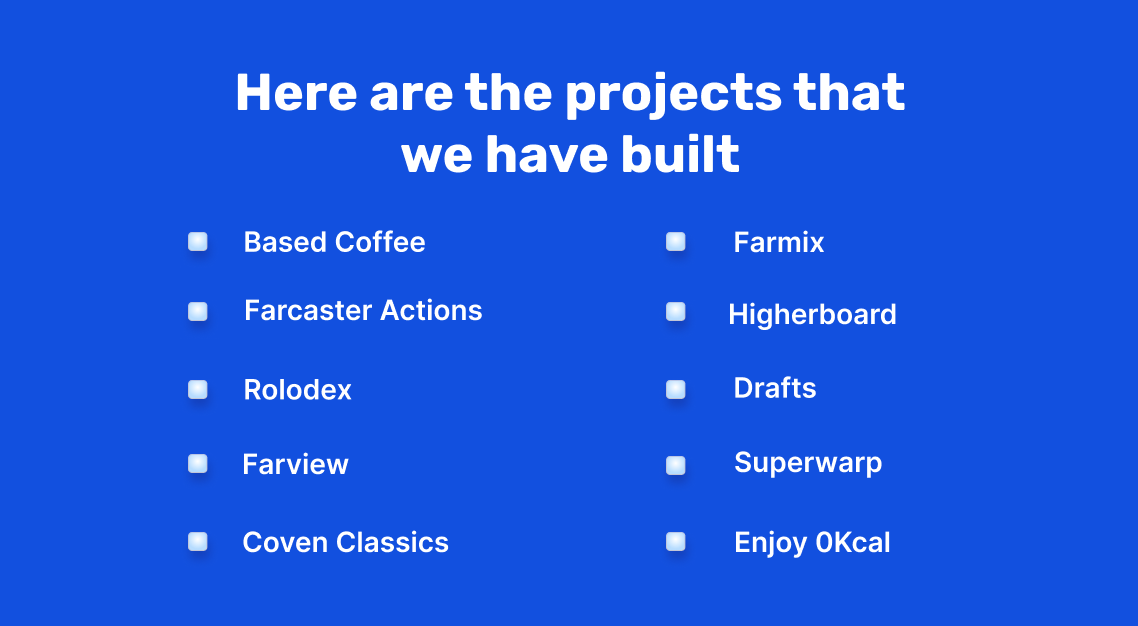 Here are the projects that
we have built
Based Coffee
Farcaster Actions
Rolodex
Farview
Coven Classics
Farmix
Higherboard
Drafts
Superwarp
Enjoy 0Kcal